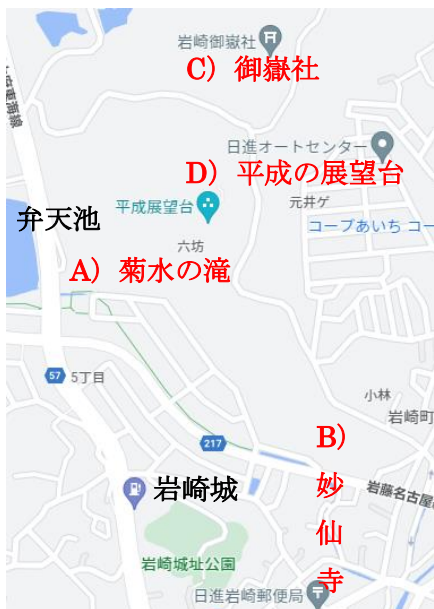 岩崎御嶽社
C）御嶽社
日進オートセンター
D）平成の展望台
元井ゲ
平成展望台
弁天池
コープあいち コー
六坊
A）菊水の滝
57
5丁目
小林
岩崎町
217
B）
妙
仙
寺
岩崎城
岩藤名古屋
岩崎城址公園
日進岩崎郵便局